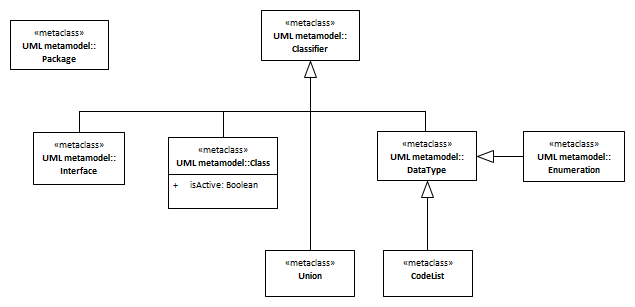 «metaclass»
UML metamodel::
Package
«metaclass»
UML metamodel::
Classifier
«metaclass»
UML metamodel::
Interface
«metaclass»
UML metamodel::Class
+ isActive: Boolean
«metaclass»
UML metamodel::
DataType
«metaclass»
UML metamodel::
Enumeration
«metaclass»
Union
«metaclass»
CodeList